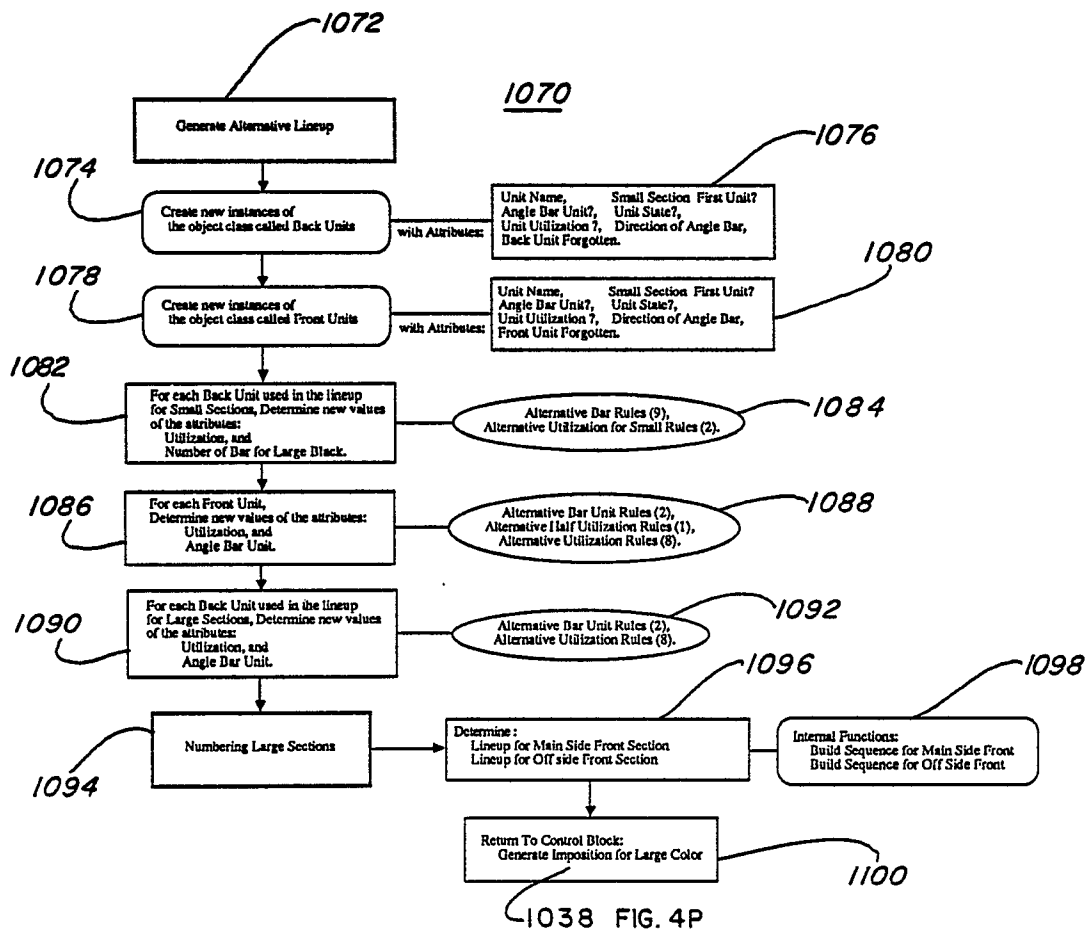 1072
1070
Generate Alternative Lineup
1074
1076
Create new instances of
the object class called Back Units
with Attributes:
Unit Name, Small Section First Unit?
Angle Bar Unit?, Unit State?,
Unit Utilization ?, Direction of Angle Bar,
Back Unit Forgotten.
1078
1080
Create new instances of
the object class called Front Units
with Attributes:
Unit Name, Small Section First Unit?
Angle Bar Unit?, Unit State?,
Unit Utilization ?, Direction of Angle Bar,
Front Unit Forgotten.
1082
For each Back Unit used in the lineup
for Small Sections, Determine new values
of the attributes:
Utilization, and
Number of Bar for Large Black.
Alternative Bar Rules (9),
Alternative Utilization for Small Rules (2).
1084
1086
For each Front Unit,
Determine new values of the attributes:
Utilization, and
Angle Bar Unit.
Alternative Bar Unit Rules (2),
Alternative Half Utilization Rules (1),
Alternative Utilization Rules (8).
1088
1090
For each Back Unit used in the lineup
for Large Sections, Determine new values
of the attributes:
Utilization, and
Angle Bar Unit.
Alternative Bar Unit Rules (2),
Alternative Utilization Rules (8).
1092
1094
Numbering Large Sections
1096
Determine :
Lineup for Main Side Front Section
Lineup for Off side Front Section
1098
Internal Functions:
Build Sequence for Main Side Front
Build Sequence for Off Side Front
Return To Control Block:
Generate Imposition for Large Color
1100
1038 FIG. 4P